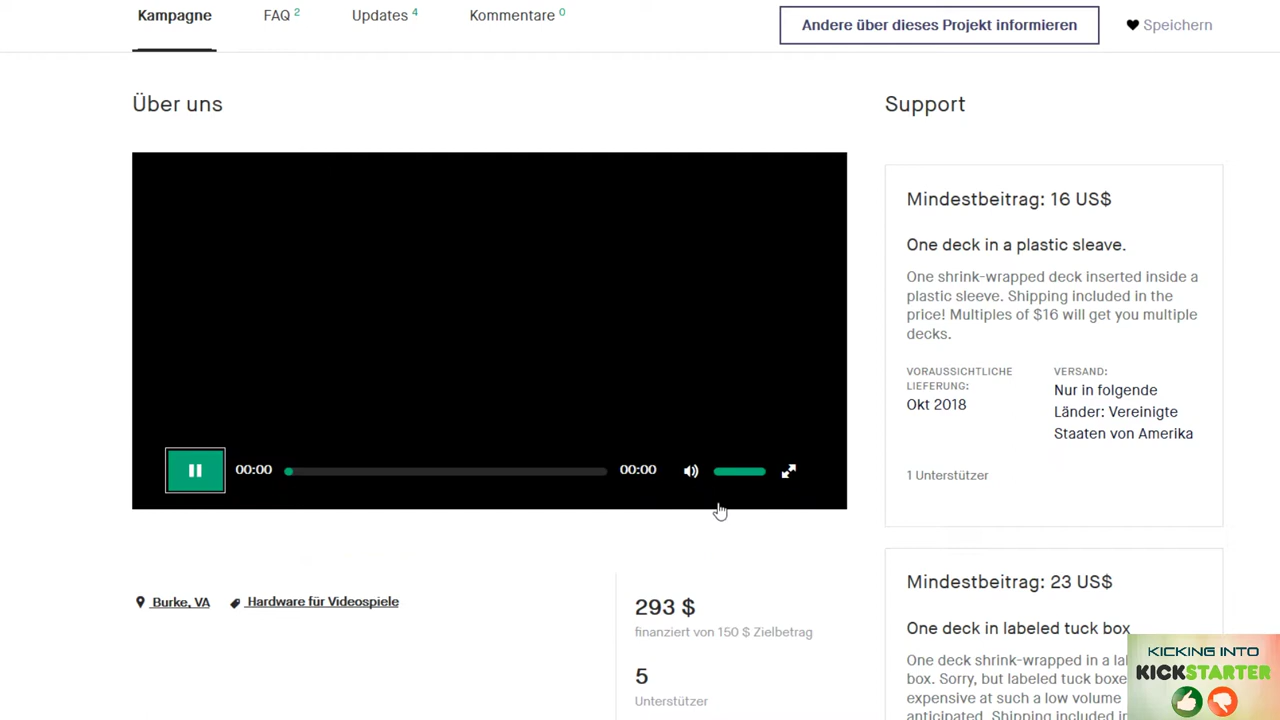 Kampagne
FAQ 2
Updates 4
Kommentare 0
Andere über dieses Projekt informieren
Speichern
Über uns
Support
Mindestbeitrag: 16 US$
One deck in a plastic sleeve.
One shrink-wrapped deck inserted inside a
plastic sleeve. Shipping included in the
price! Multiples of $16 will get you multiple
decks.
VORAUSSICHTLICHE
LIEFERUNG:
Okt 2018
VERSAND:
Nur in folgende
Länder: Vereinigte
Staaten von Amerika
1 Unterstützer
00:00
00:00
Burke, VA
Hardware für Videospiele
293 $
finanziert von 150 $ Zielbetrag
5
Unterstützer
Mindestbeitrag: 23 US$
One deck in labeled tuck box
One deck shrink-wrapped in a
box. Sorry, but labeled tuck
expensive at such a low volume
anticipated. Shipping included in
KICKING INTO
KICKSTARTER